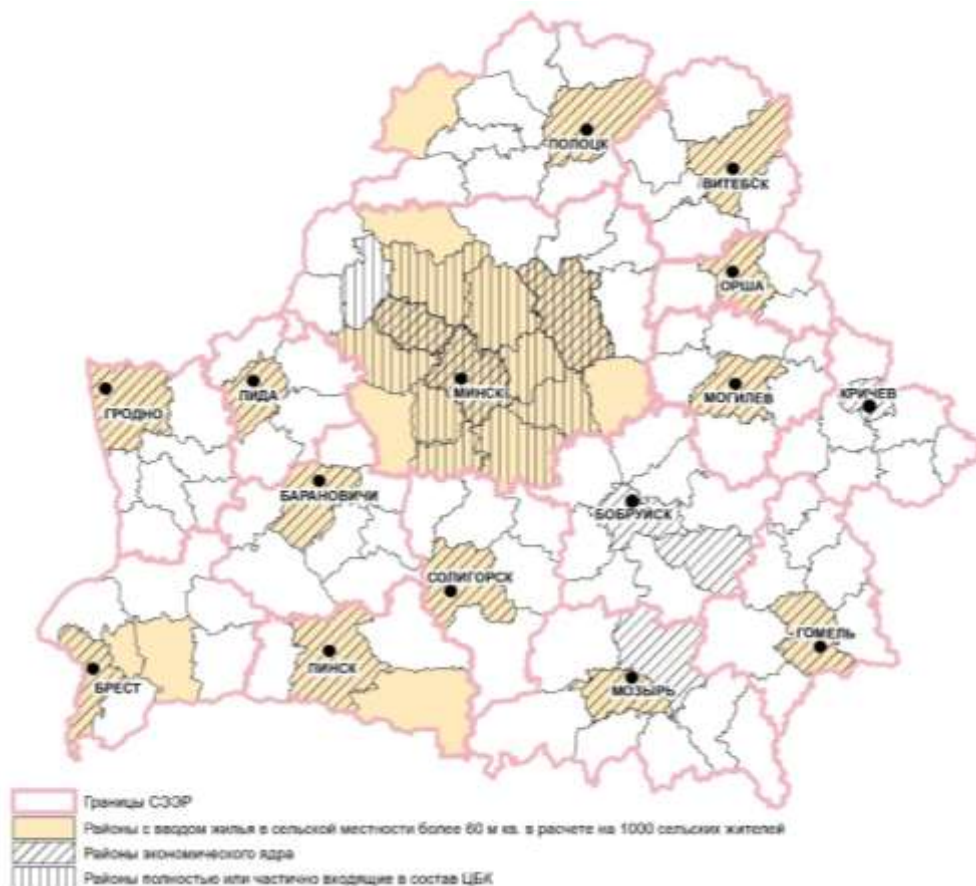 ПОЛОЦК
ВИТЕБСК
ОРША
МИНСК
ЛИДА
ГРОДНО
МОГИЛЕВ
КРИЧЕВ
БАРАНОВИЧИ
БОБРУЙСК
СОЛИГОРСК
ГОМЕЛЬ
ПИНСК
БРЕСТ
МОЗЫРЬ
Границы СЭЭР
Районы с вводом жилья в сельской местности более 60 м кв. в расчете на 1000 сельских жителей
Районы экономического ядра
Районы полностью или частично входящие в состав ЦБК